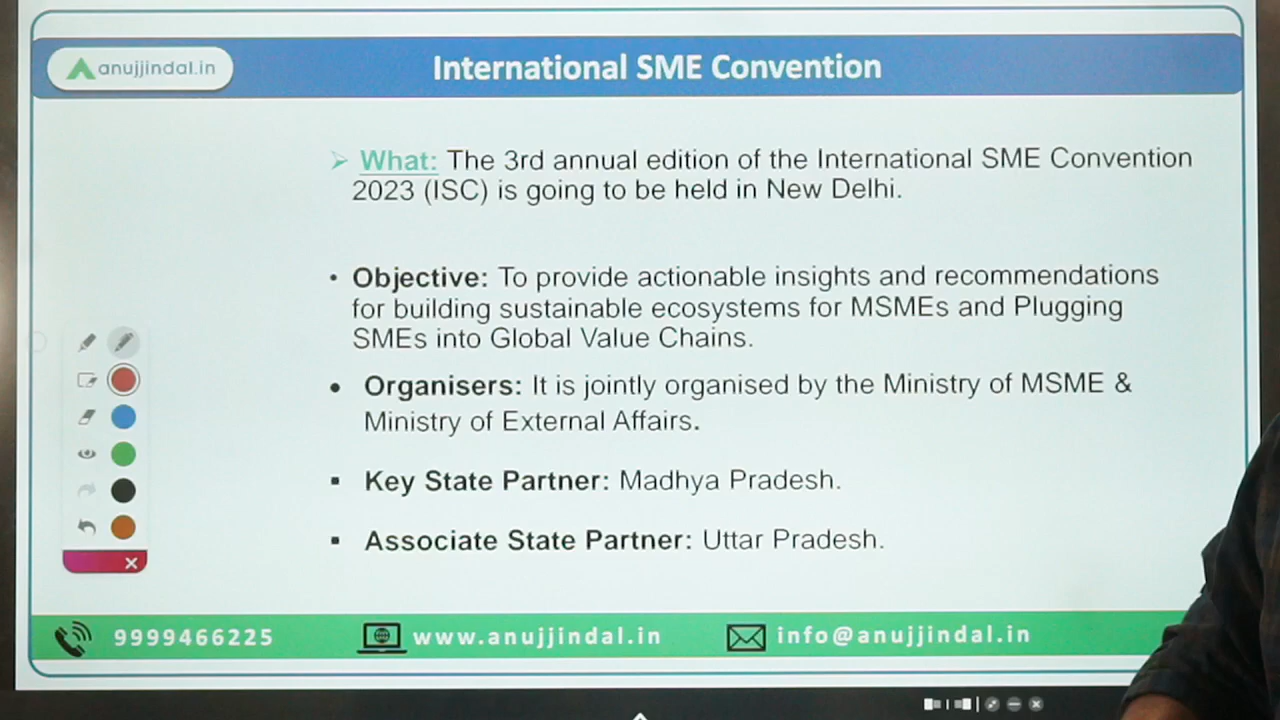 anujjindal.in
International SME Convention
What: The 3rd annual edition of the International SME Convention
2023 (ISC) is going to be held in New Delhi.
Objective: To provide actionable insights and recommendations
for building sustainable ecosystems for MSMEs and Plugging
SMEs into Global Value Chains.
Organisers: It is jointly organised by the Ministry of MSME &
Ministry of External Affairs.
Key State Partner: Madhya Pradesh.
Associate State Partner: Uttar Pradesh.
9999466225 www.anujjindal.in info@anujjindal.in